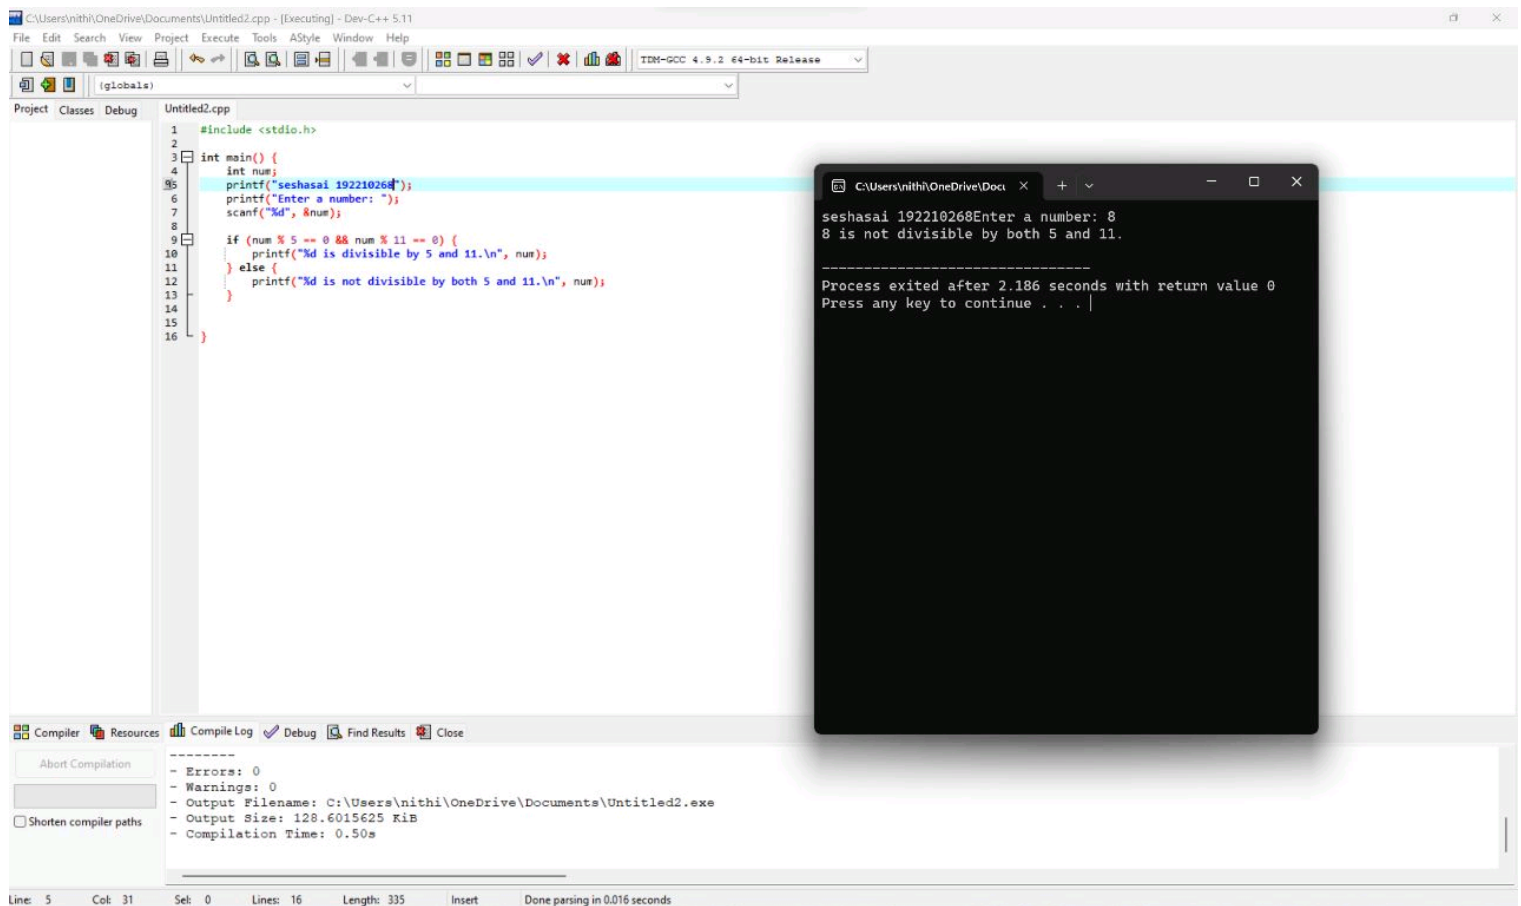 C:\Users\nithi\OneDrive\Documents\Untitled2.cpp - [Executing] - Dev-C++ 5.11
File Edit Search View Project Execute Tools AStyle Window Help
TDM-GCC 4.9.2 64-bit Release
(globals)
Project Classes Debug Untitled2.cpp
1 #include <stdio.h>
2
3 int main() {
4 int num;
5 printf("seshasai 192210268");
6 printf("Enter a number: ");
7 scanf("%d", &num);
8
9 if (num % 5 == 0 && num % 11 == 0) {
10 printf("%d is divisible by 5 and 11.\n", num);
11 } else {
12 printf("%d is not divisible by both 5 and 11.\n", num);
13 }
14
15
16 }
C:\Users\nithi\OneDrive\Docu
seshasai 192210268Enter a number: 8
8 is not divisible by both 5 and 11.
--------------------------------
Process exited after 2.186 seconds with return value 0
Press any key to continue . . .
Compiler Resources Compile Log Debug Find Results Close
Abort Compilation
Shorten compiler paths
--------
- Errors: 0
- Warnings: 0
- Output Filename: C:\Users\nithi\OneDrive\Documents\Untitled2.exe
- Output Size: 128.6015625 KiB
- Compilation Time: 0.50s
Line: 5 Col: 31 Sel: 0 Lines: 16 Length: 335 Insert Done parsing in 0.016 seconds